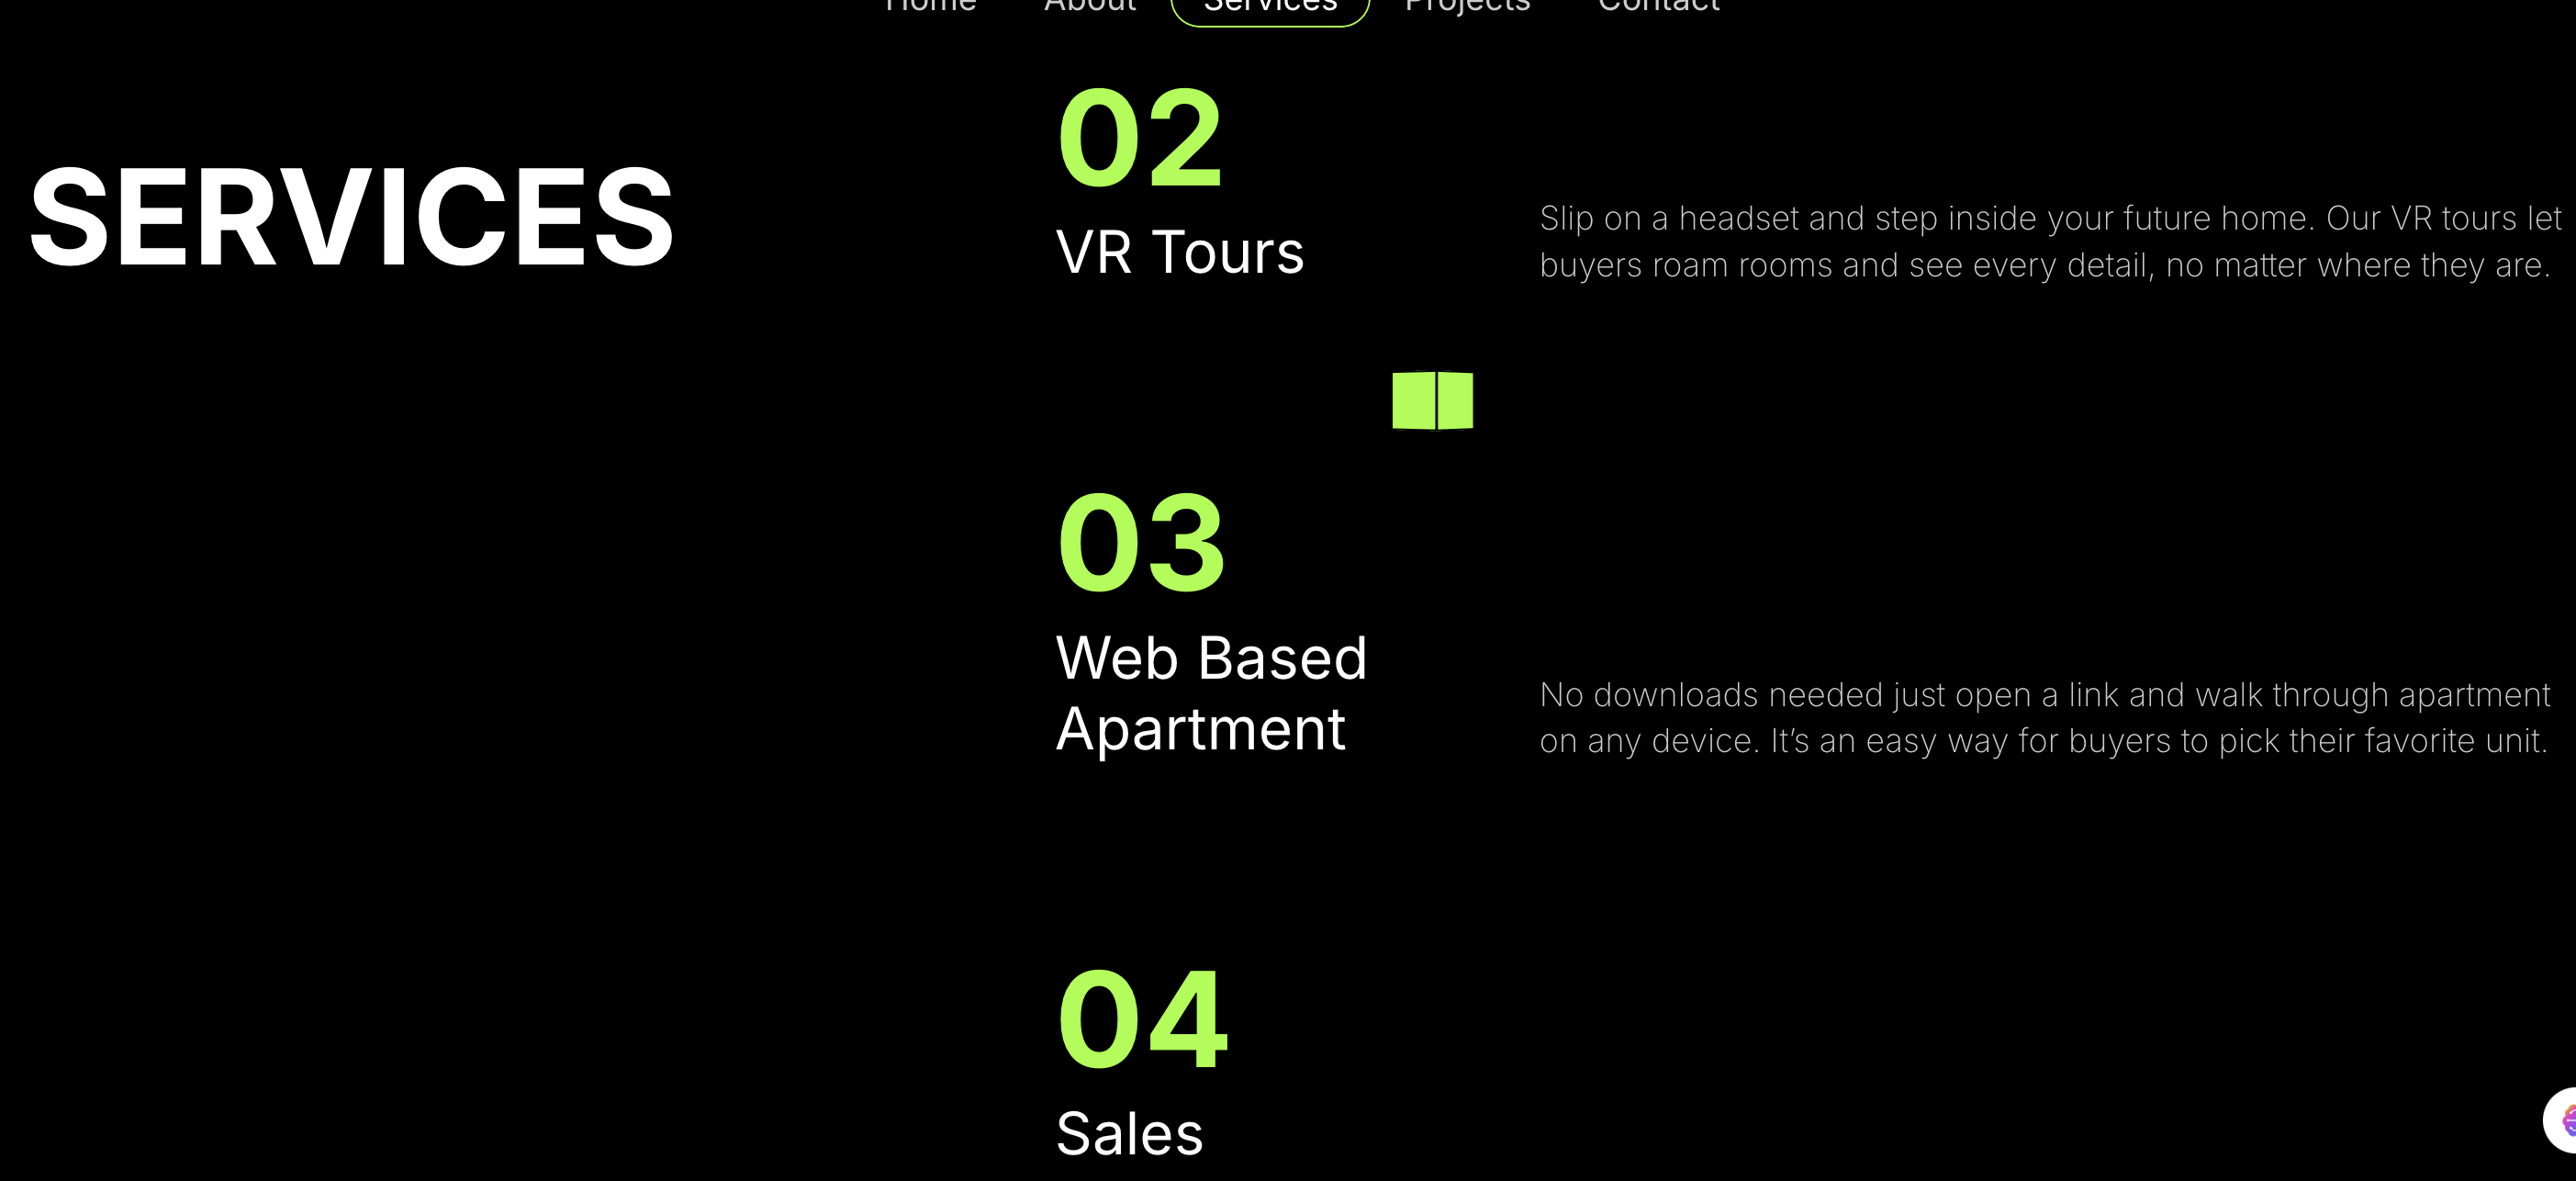 Home About Services Projects Contact
SERVICES
02
VR Tours
Slip on a headset and step inside your future home. Our VR tours let
buyers roam rooms and see every detail, no matter where they are.
03
Web Based
Apartment
No downloads needed just open a link and walk through apartment
on any device. It’s an easy way for buyers to pick their favorite unit.
04
Sales